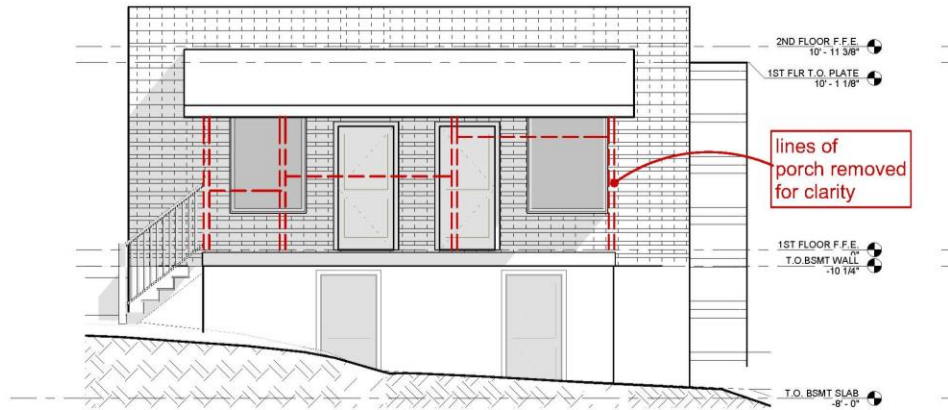 2ND FLOOR F.F.E.
10' - 11 3/8"
1ST FLR T.O. PLATE
10' - 1 1/8"
lines of
porch removed
for clarity
1ST FLOOR F.F.E.
0"
T.O.BSMT WALL
-10 1/4"
T.O. BSMT SLAB
-8' - 0"